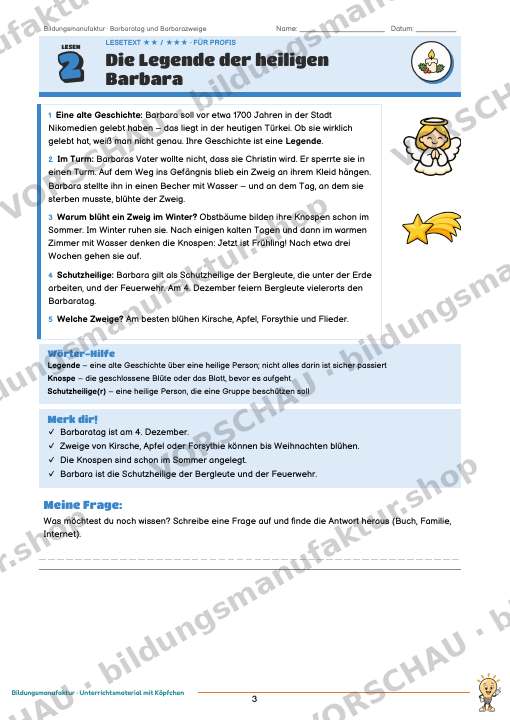 Bildungsmanufaktur · Barbaratag und Barbarazweige
Name: ____________________ Datum: __________
LESEN
2
LESETEXT ★★ / ★★★ · FÜR PROFIS
Die Legende der heiligen
Barbara
1 Eine alte Geschichte: Barbara soll vor etwa 1700 Jahren in der Stadt
Nikomedien gelebt haben – das liegt in der heutigen Türkei. Ob sie wirklich
gelebt hat, weiß man nicht genau. Ihre Geschichte ist eine Legende.
2 Im Turm: Barbaras Vater wollte nicht, dass sie Christin wird. Er sperrte sie in
einen Turm. Auf dem Weg ins Gefängnis blieb ein Zweig an ihrem Kleid hängen.
Barbara stellte ihn in einen Becher mit Wasser – und an dem Tag, an dem sie
sterben musste, blühte der Zweig.
3 Warum blüht ein Zweig im Winter? Obstbäume bilden ihre Knospen schon im
Sommer. Im Winter ruhen sie. Nach einigen kalten Tagen und dann im warmen
Zimmer mit Wasser denken die Knospen: Jetzt ist Frühling! Nach etwa drei
Wochen gehen sie auf.
4 Schutzheilige: Barbara gilt als Schutzheilige der Bergleute, die unter der Erde
arbeiten, und der Feuerwehr. Am 4. Dezember feiern Bergleute vielerorts den
Barbaratag.
5 Welche Zweige? Am besten blühen Kirsche, Apfel, Forsythie und Flieder.
Wörter-Hilfe
Legende – eine alte Geschichte über eine heilige Person; nicht alles darin ist sicher passiert
Knospe – die geschlossene Blüte oder das Blatt, bevor es aufgeht
Schutzheilige(r) – eine heilige Person, die eine Gruppe beschützen soll
Merk dir!
✓ Barbaratag ist am 4. Dezember.
✓ Zweige von Kirsche, Apfel oder Forsythie können bis Weihnachten blühen.
✓ Die Knospen sind schon im Sommer angelegt.
✓ Barbara ist die Schutzheilige der Bergleute und der Feuerwehr.
Meine Frage:
Was möchtest du noch wissen? Schreibe eine Frage auf und finde die Antwort heraus (Buch, Familie,
Internet).
Bildungsmanufaktur · Unterrichtsmaterial mit Köpfchen
3
VORSCHAU · bildungsmanufaktur.shop